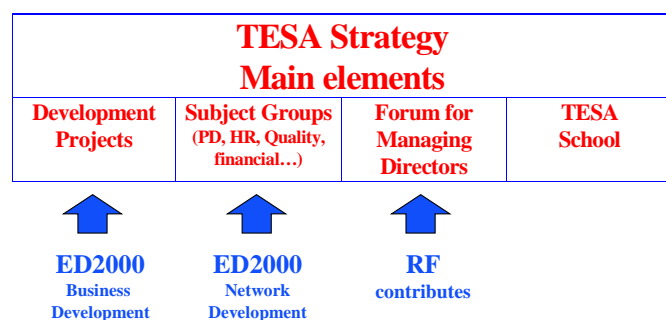 TESA Strategy
Main elements
Development
Projects
Subject Groups
(PD, HR, Quality,
financial…)
Forum for
Managing
Directors
TESA
School
ED2000
Business
Development
ED2000
Network
Development
RF
contributes